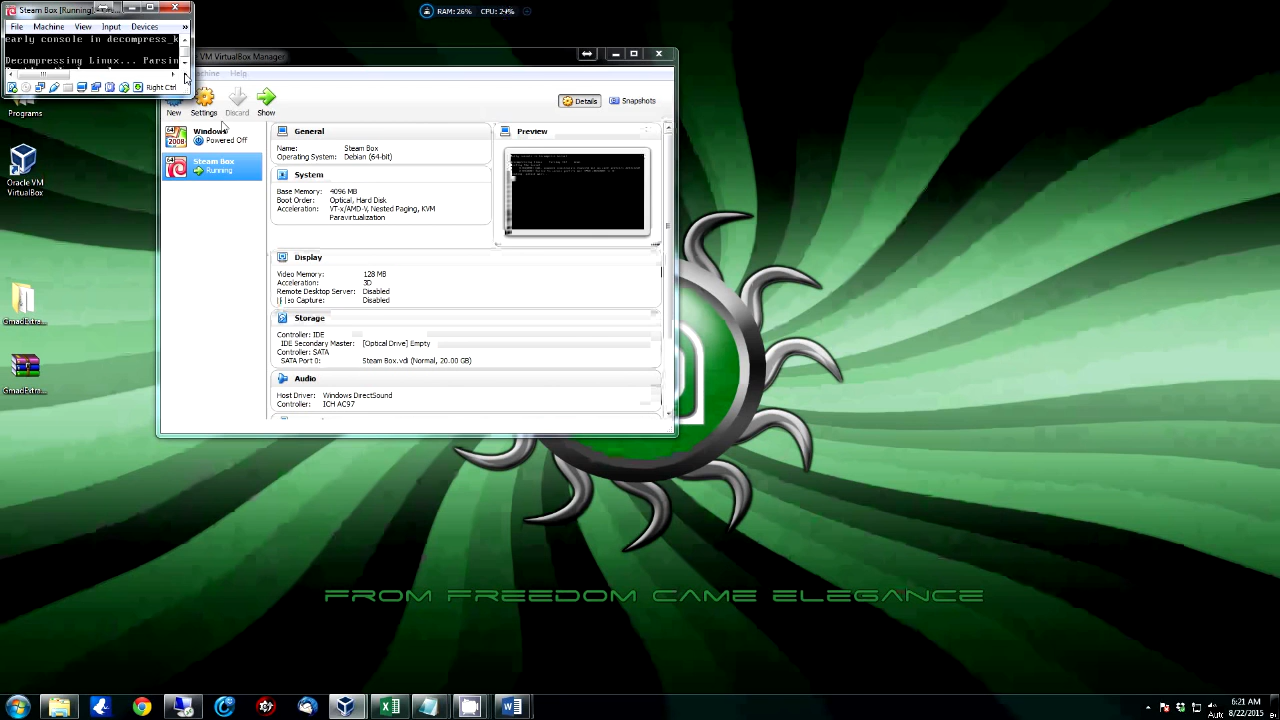 Steam Box [Running
RAM: 26% CPU: 24%
File Machine View Input Devices »
early console in decompress_k
Decompressing Linux... Parsin
Right Ctrl
VM VirtualBox Manager
Help
New Settings Discard Show
Details Snapshots
Windows
Powered Off
Steam Box
Running
General
Name: Steam Box
Operating System: Debian (64-bit)
System
Base Memory: 4096 MB
Boot Order: Optical, Hard Disk
Acceleration: VT-x/AMD-V, Nested Paging, KVM
Paravirtualization
Preview
Display
Video Memory: 128 MB
Acceleration: 3D
Remote Desktop Server: Disabled
eo Capture: Disabled
Storage
Controller: IDE
IDE Secondary Master: [Optical Drive] Empty
Controller: SATA
SATA Port 0: Steam Box.vdi (Normal, 20.00 GB)
Audio
Host Driver: Windows DirectSound
Controller: ICH AC97
Programs
Oracle VM
VirtualBox
GmadExtra...
GmadExtra...
FROM FREEDOM CAME ELEGANCE
6:21 AM
8/22/2015